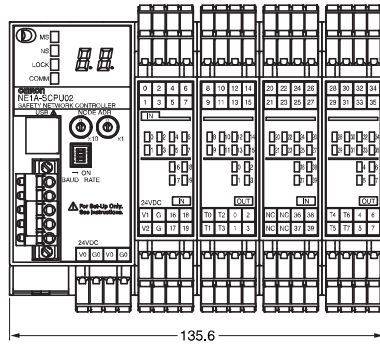 MS
NS
LOCK
COMM
OMRON
NE1A-SCPU02
SAFETY NETWORK CONTROLLER
USB NODE ADR
x10 x1
ON
BAUD RATE
For Set-Up Only.
See Instructions.
24VDC
V0 G0 V0 G0
0 2 4 6
1 3 5 7
IN
24VDC IN
V1 G 16 18
V2 G 17 19
8 10 12 14
9 11 13 15
OUT
T0 T2 0 2
T1 T3 1 3
20 22 24 26
21 23 25 27
IN
NC NC 36 38
NC NC 37 39
28 30 32 34
29 31 33 35
OUT
T4 T6 4 6
T5 T7 5 7
135.6